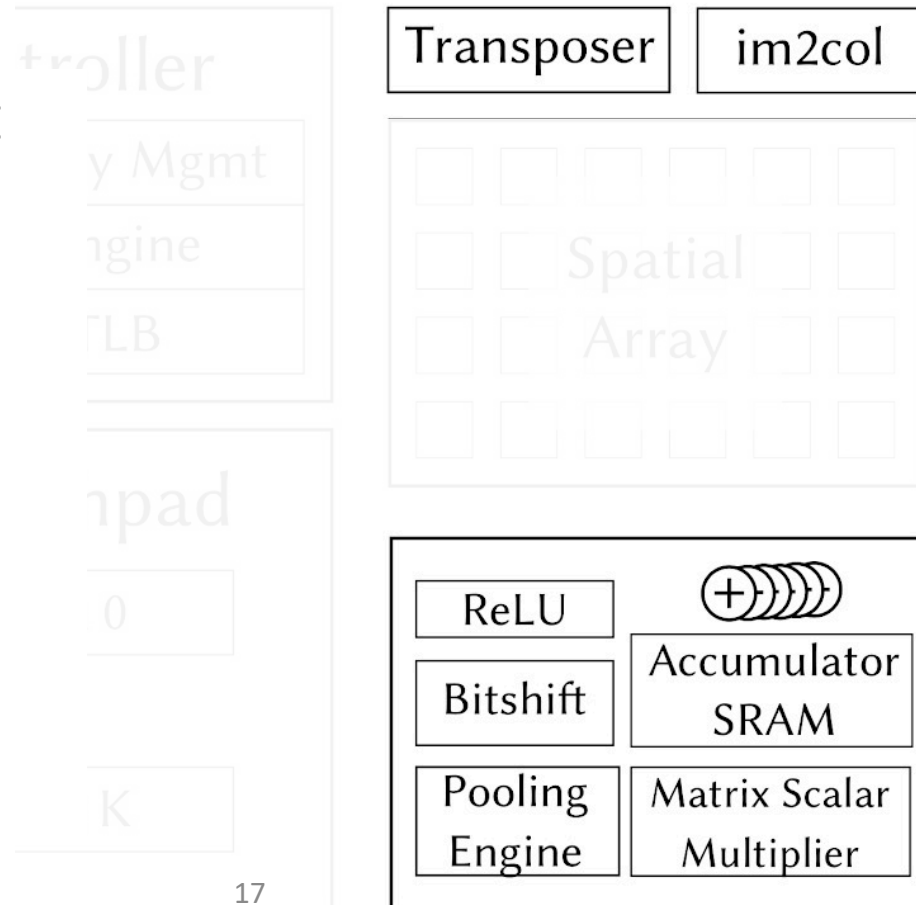 troller
y Mgmt
ngine
TLB
npad
0
K
Transposer
im2col
Spatial
Array
ReLU
Bitshift
Pooling
Engine
+
Accumulator
SRAM
Matrix Scalar
Multiplier
17